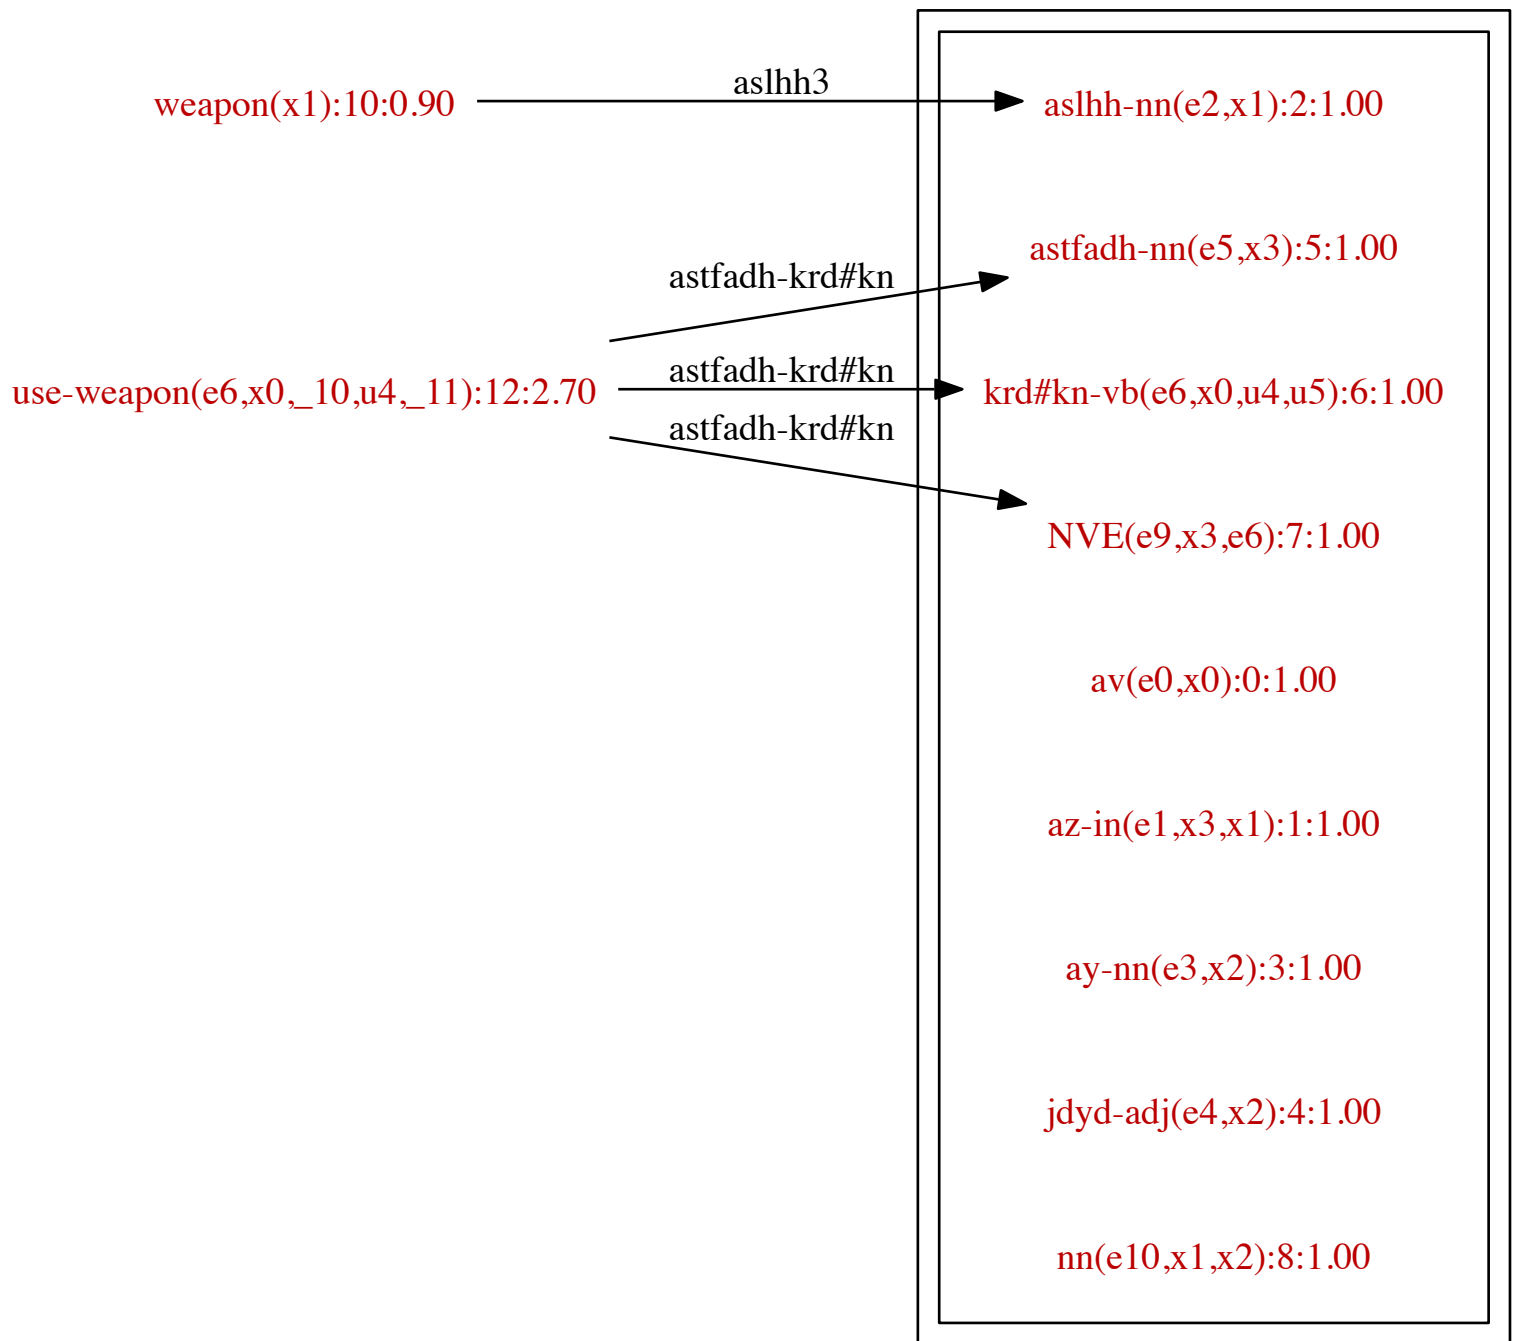 aslhh3
weapon(x1):10:0.90
aslhh-nn(e2,x1):2:1.00
astfadh-nn(e5,x3):5:1.00
astfadh-krd#kn
astfadh-krd#kn
use-weapon(e6,x0,_10,u4,_11):12:2.70
krd#kn-vb(e6,x0,u4,u5):6:1.00
astfadh-krd#kn
NVE(e9,x3,e6):7:1.00
av(e0,x0):0:1.00
az-in(e1,x3,x1):1:1.00
ay-nn(e3,x2):3:1.00
jdyd-adj(e4,x2):4:1.00
nn(e10,x1,x2):8:1.00